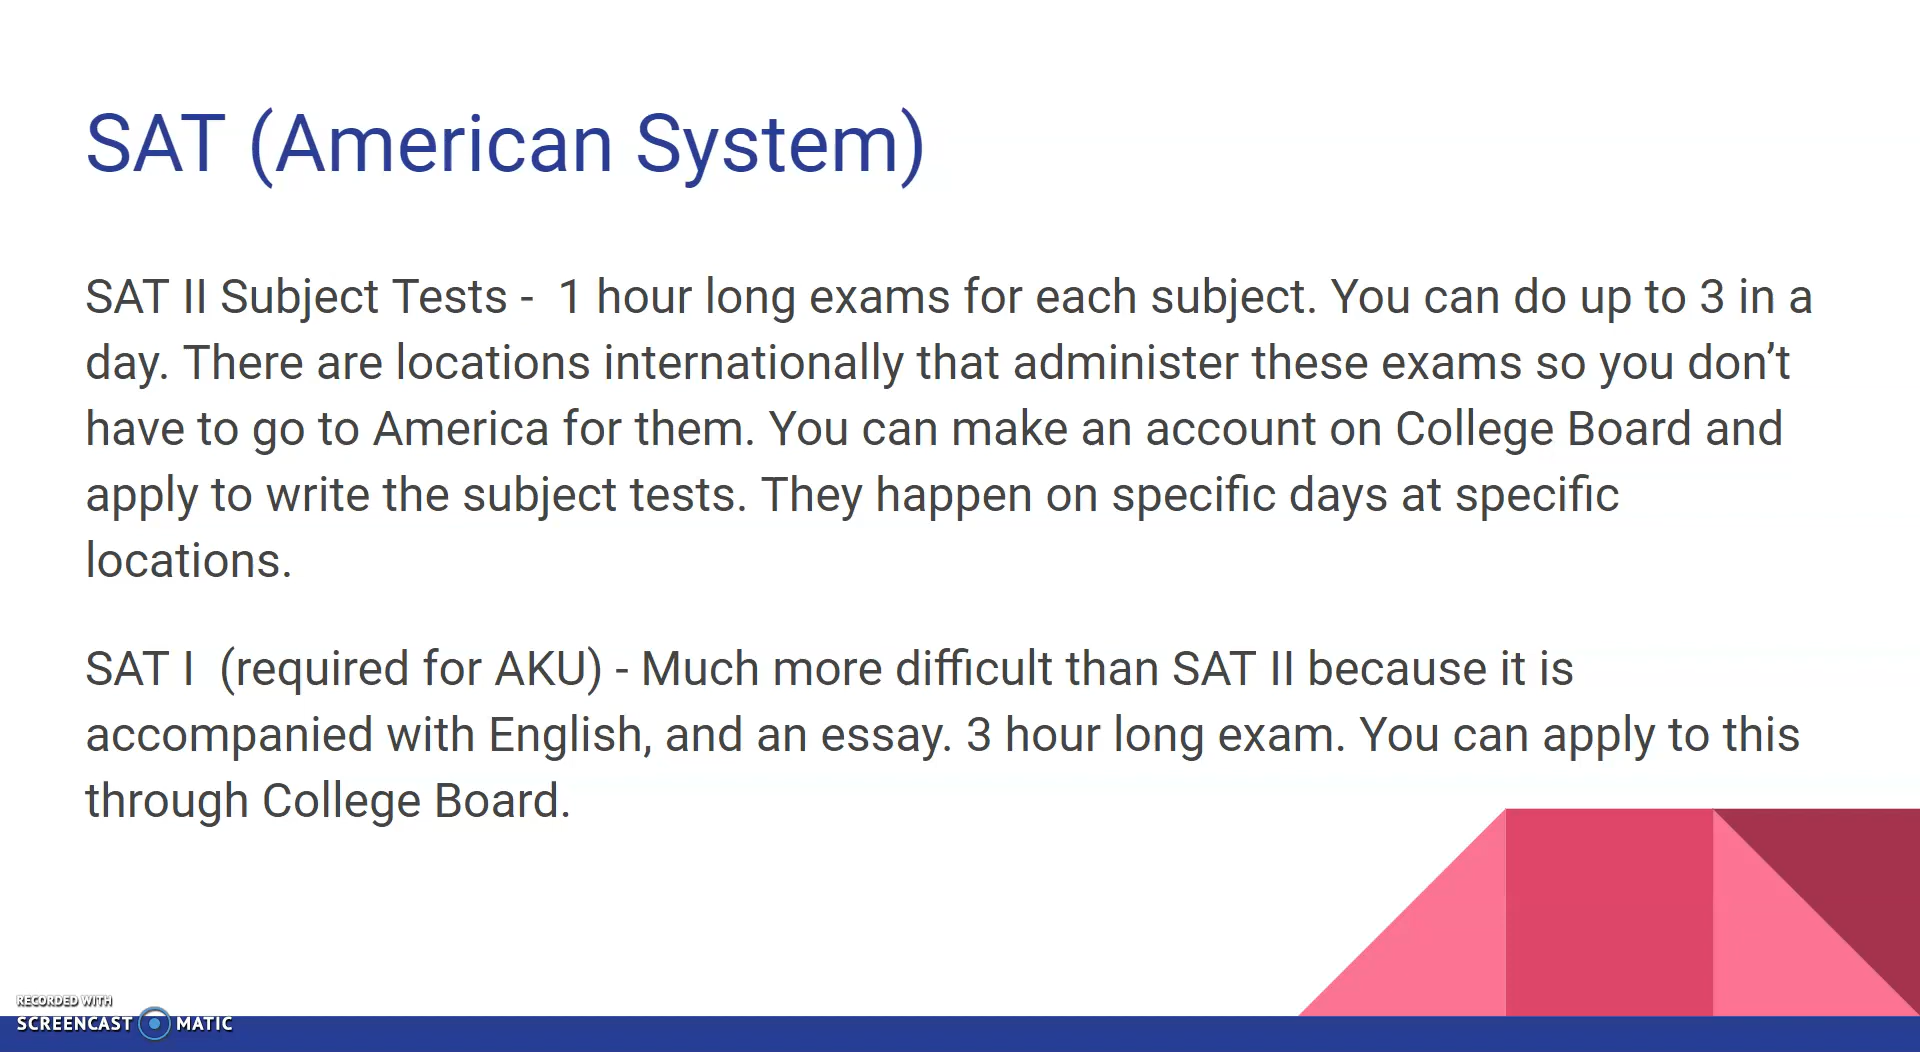 SAT (American System)
SAT II Subject Tests -  1 hour long exams for each subject. You can do up to 3 in a
day. There are locations internationally that administer these exams so you don’t
have to go to America for them. You can make an account on College Board and
apply to write the subject tests. They happen on specific days at specific
locations.
SAT I  (required for AKU) - Much more difficult than SAT II because it is
accompanied with English, and an essay. 3 hour long exam. You can apply to this
through College Board.
RECORDED WITH
SCREENCAST MATIC